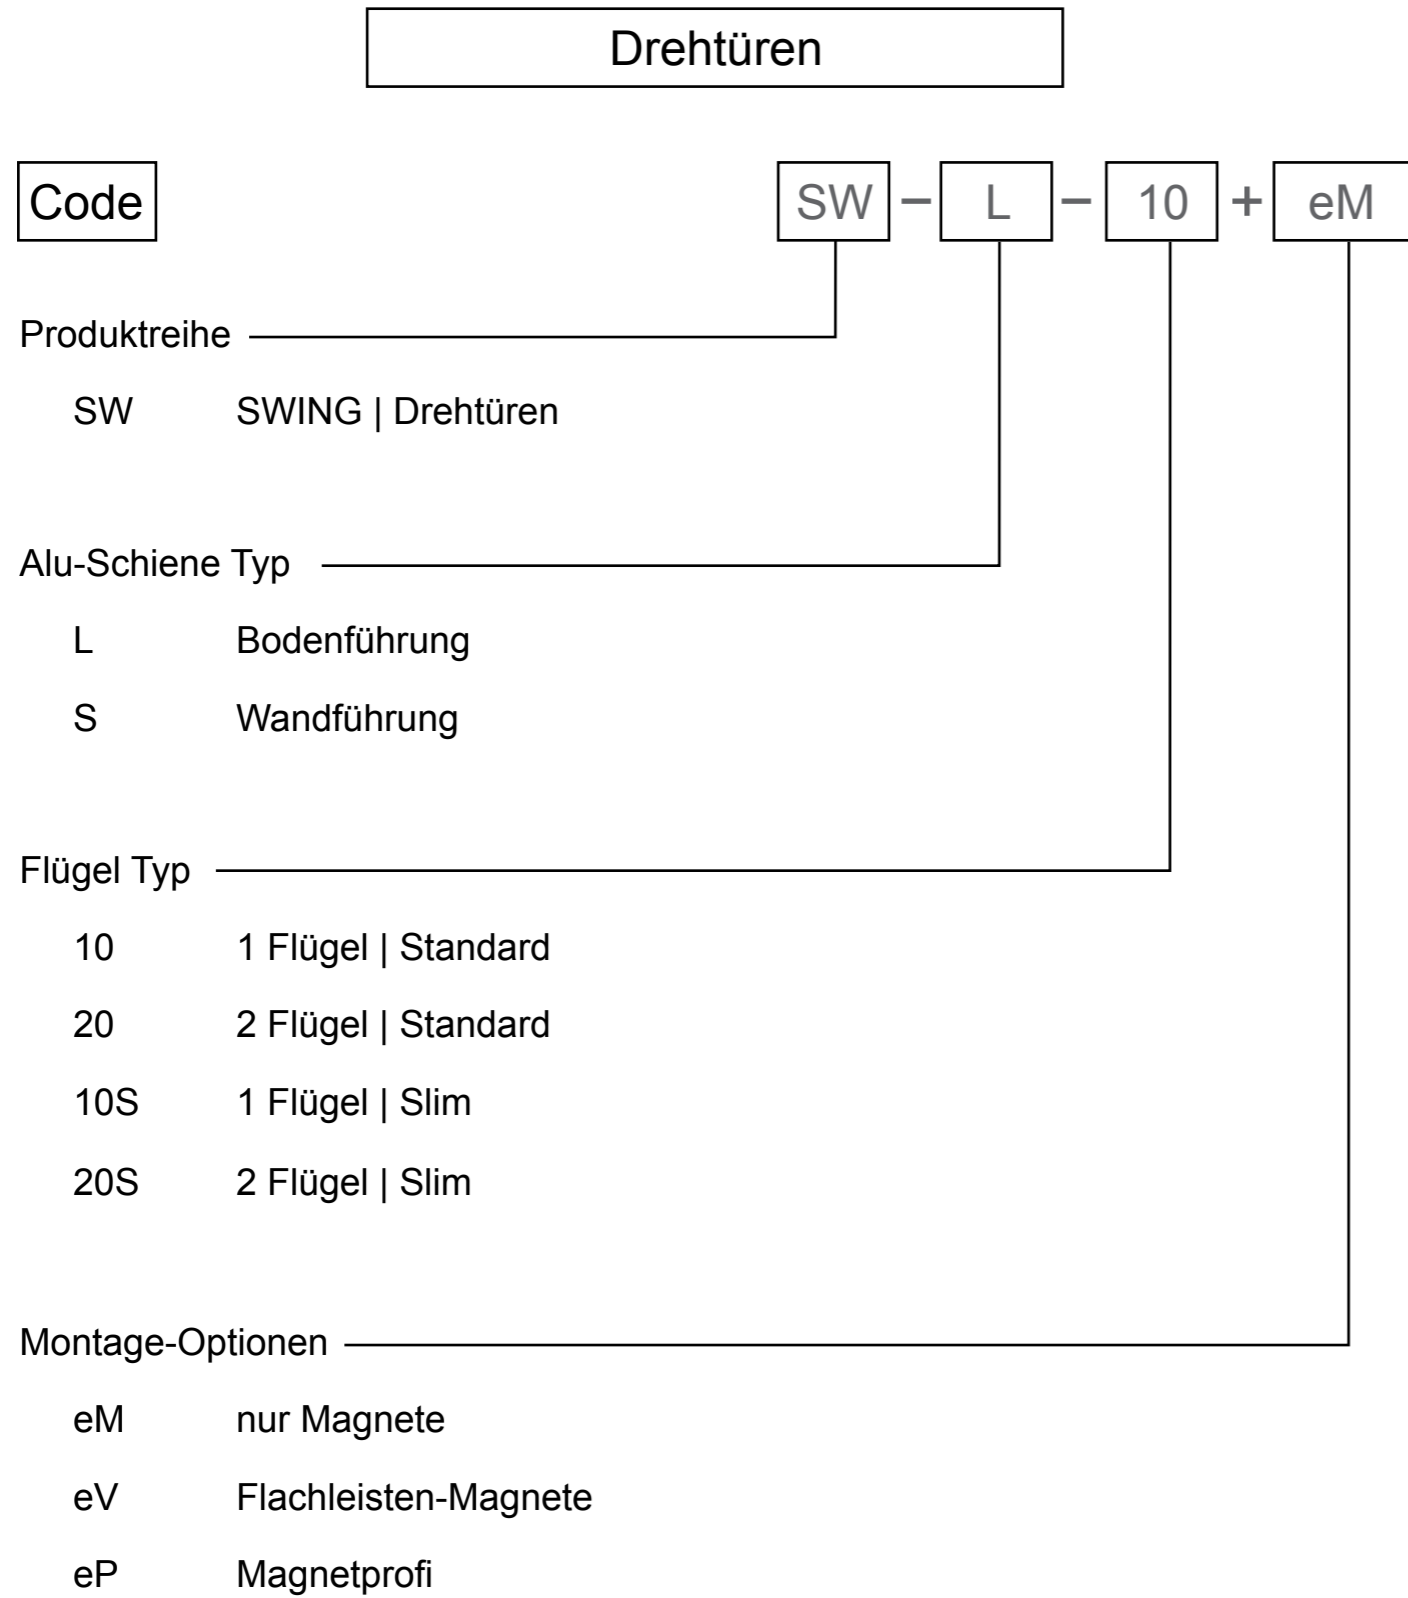 Drehtüren
Code SW – L – 10 + eM
Produktreihe
SW SWING | Drehtüren
Alu-Schiene Typ
L Bodenführung
S Wandführung
Flügel Typ
10 1 Flügel | Standard
20 2 Flügel | Standard
10S 1 Flügel | Slim
20S 2 Flügel | Slim
Montage-Optionen
eM nur Magnete
eV Flachleisten-Magnete
eP Magnetprofi